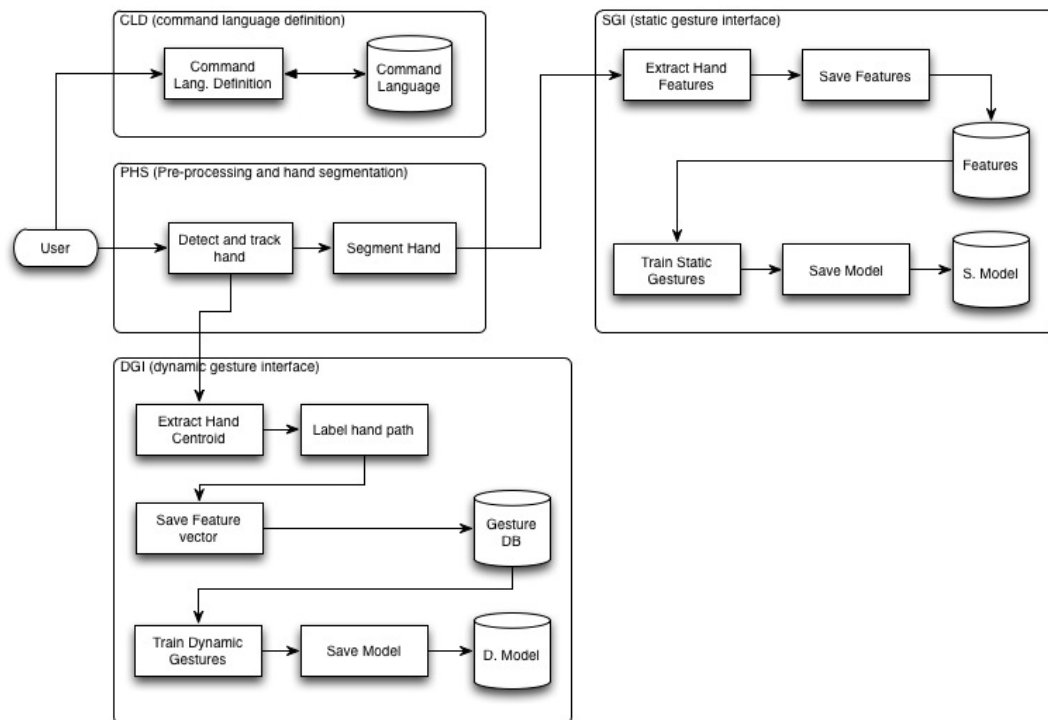 CLD (command language definition)
Command
Lang. Definition
Command
Language
PHS (Pre-processing and hand segmentation)
User
Detect and track
hand
Segment Hand
SGI (static gesture interface)
Extract Hand
Features
Save Features
Features
Train Static
Gestures
Save Model
S. Model
DGI (dynamic gesture interface)
Extract Hand
Centroid
Label hand path
Save Feature
vector
Gesture
DB
Train Dynamic
Gestures
Save Model
D. Model